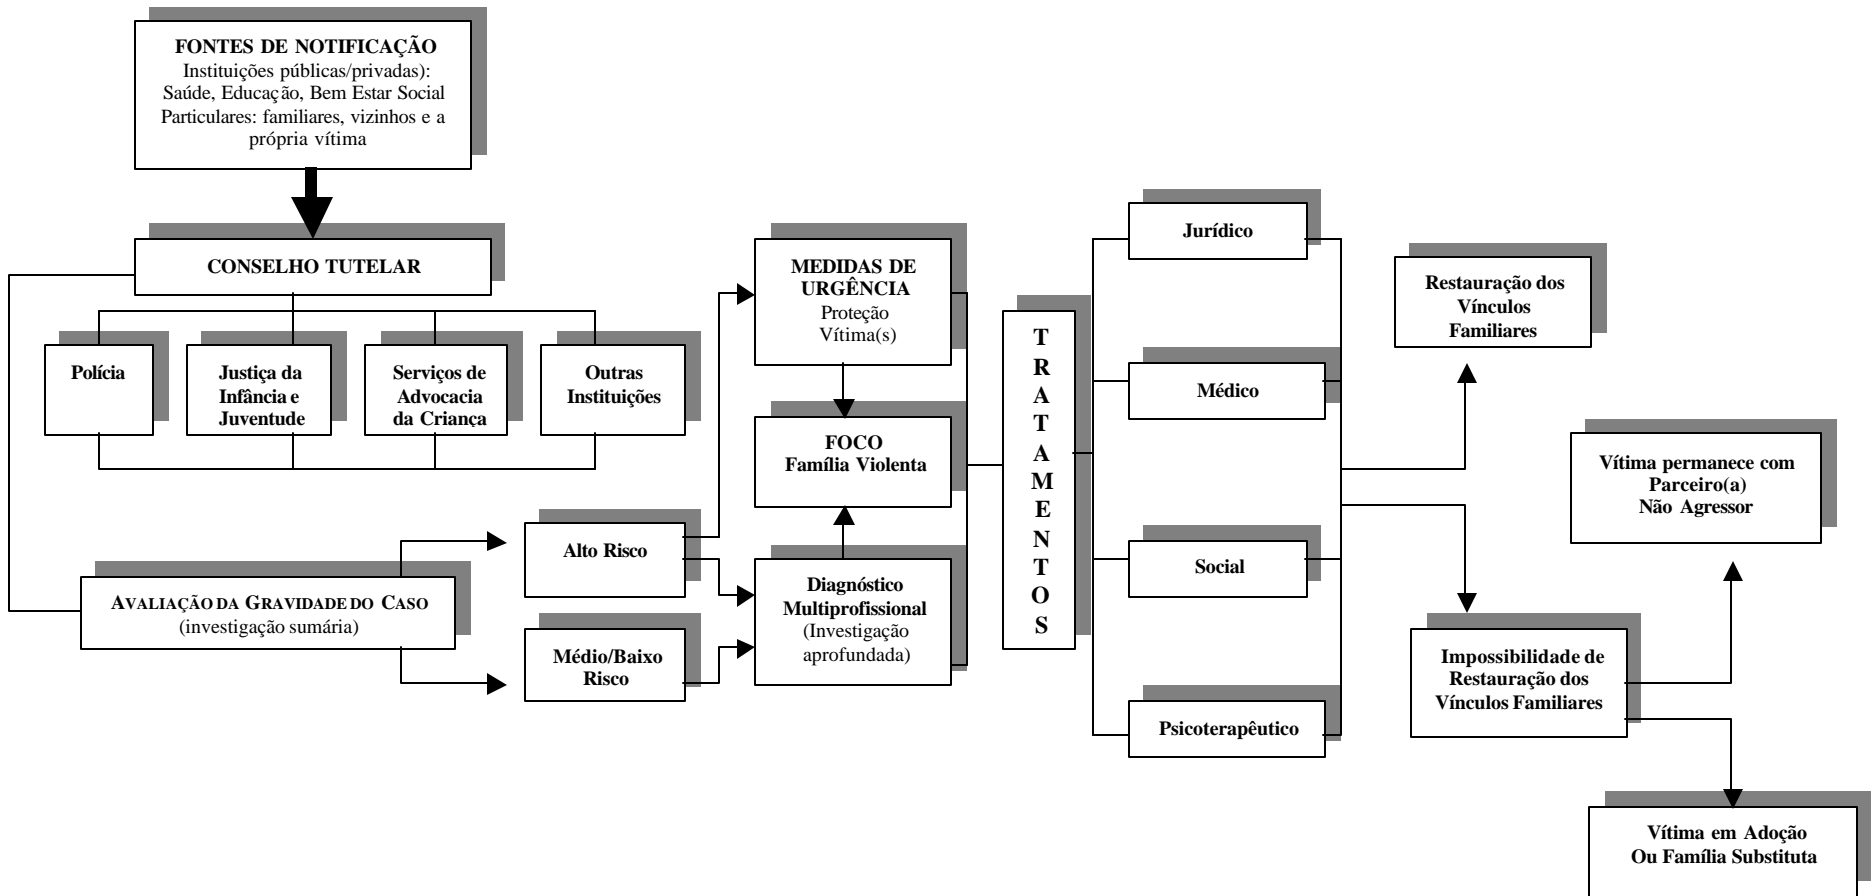 FONTES DE NOTIFICAÇÃO
Instituições públicas/privadas):
Saúde, Educação, Bem Estar Social
Particulares: familiares, vizinhos e a
própria vítima
CONSELHO TUTELAR
Polícia
Justiça da
Infância e
Juventude
Serviços de
Advocacia
da Criança
Outras
Instituições
AVALIAÇÃO DA GRAVIDADE DO CASO
(investigação sumária)
Alto Risco
Médio/Baixo
Risco
MEDIDAS DE
URGÊNCIA
Proteção
Vítima(s)
FOCO
Família Violenta
Diagnóstico
Multiprofissional
(Investigação
aprofundada)
T
R
A
T
A
M
E
N
T
O
S
Jurídico
Médico
Social
Psicoterapêutico
Restauração dos
Vínculos
Familiares
Impossibilidade de
Restauração dos
Vínculos Familiares
Vítima permanece com
Parceiro(a)
Não Agressor
Vítima em Adoção
Ou Família Substituta